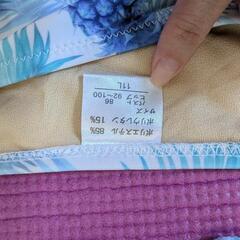 ポリエステル 85%
ポリウレタン 15%
サイズ
バスト 86
ヒップ 92~100
11L